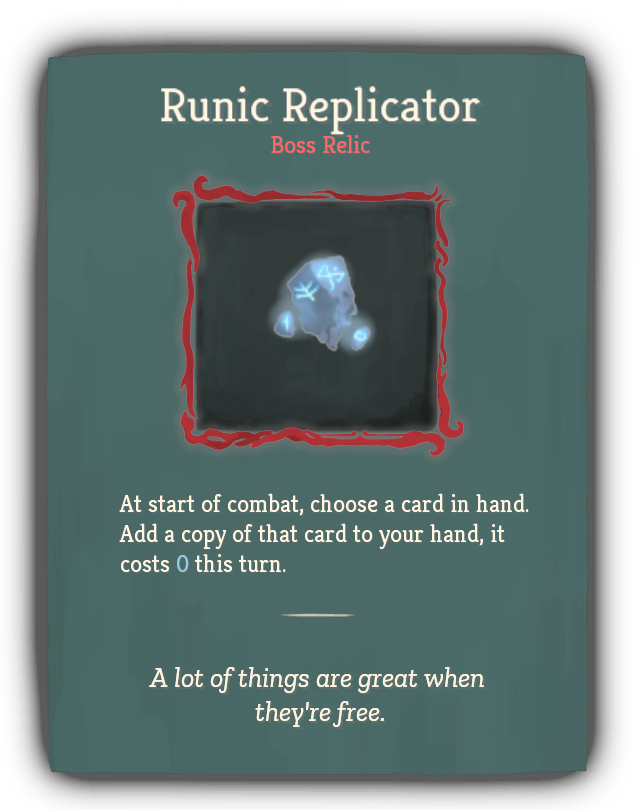 Runic Replicator
Boss Relic
At start of combat, choose a card in hand.
Add a copy of that card to your hand, it
costs 0 this turn.
A lot of things are great when
they're free.